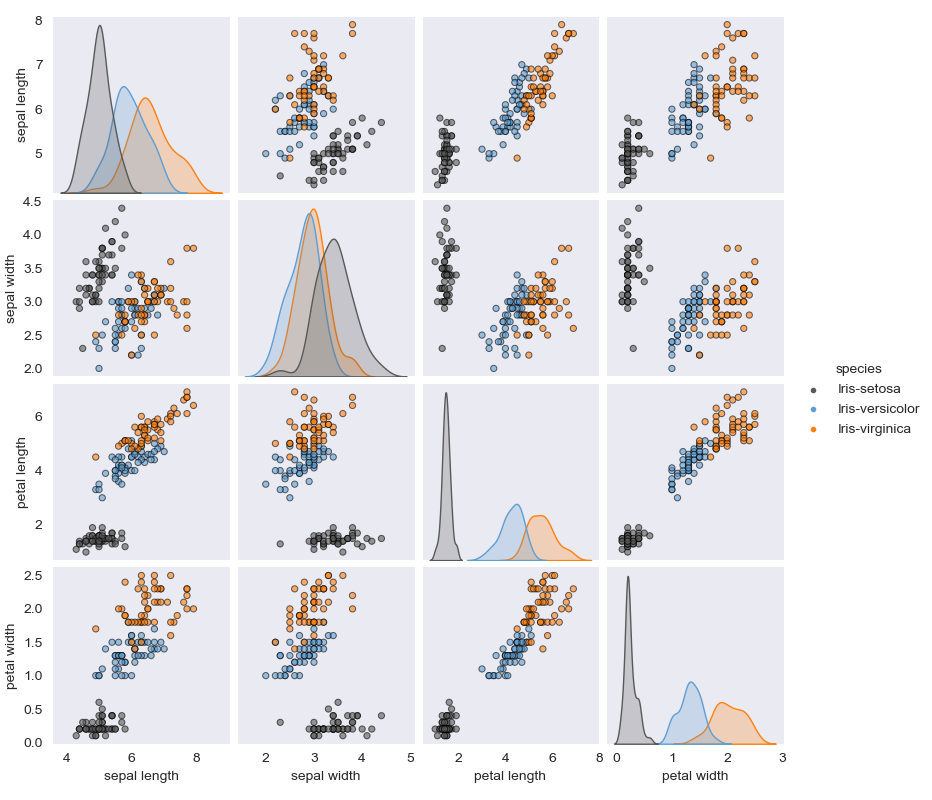 8
7
6
5
sepal length
4.5
4.0
3.5
3.0
2.5
2.0
sepal width
6
4
2
petal length
2.5
2.0
1.5
1.0
0.5
0.0
petal width
4 6 8
sepal length
2 3 4 5
sepal width
2 4 6 8
petal length
0 1 2 3
petal width
species
Iris-setosa
Iris-versicolor
Iris-virginica